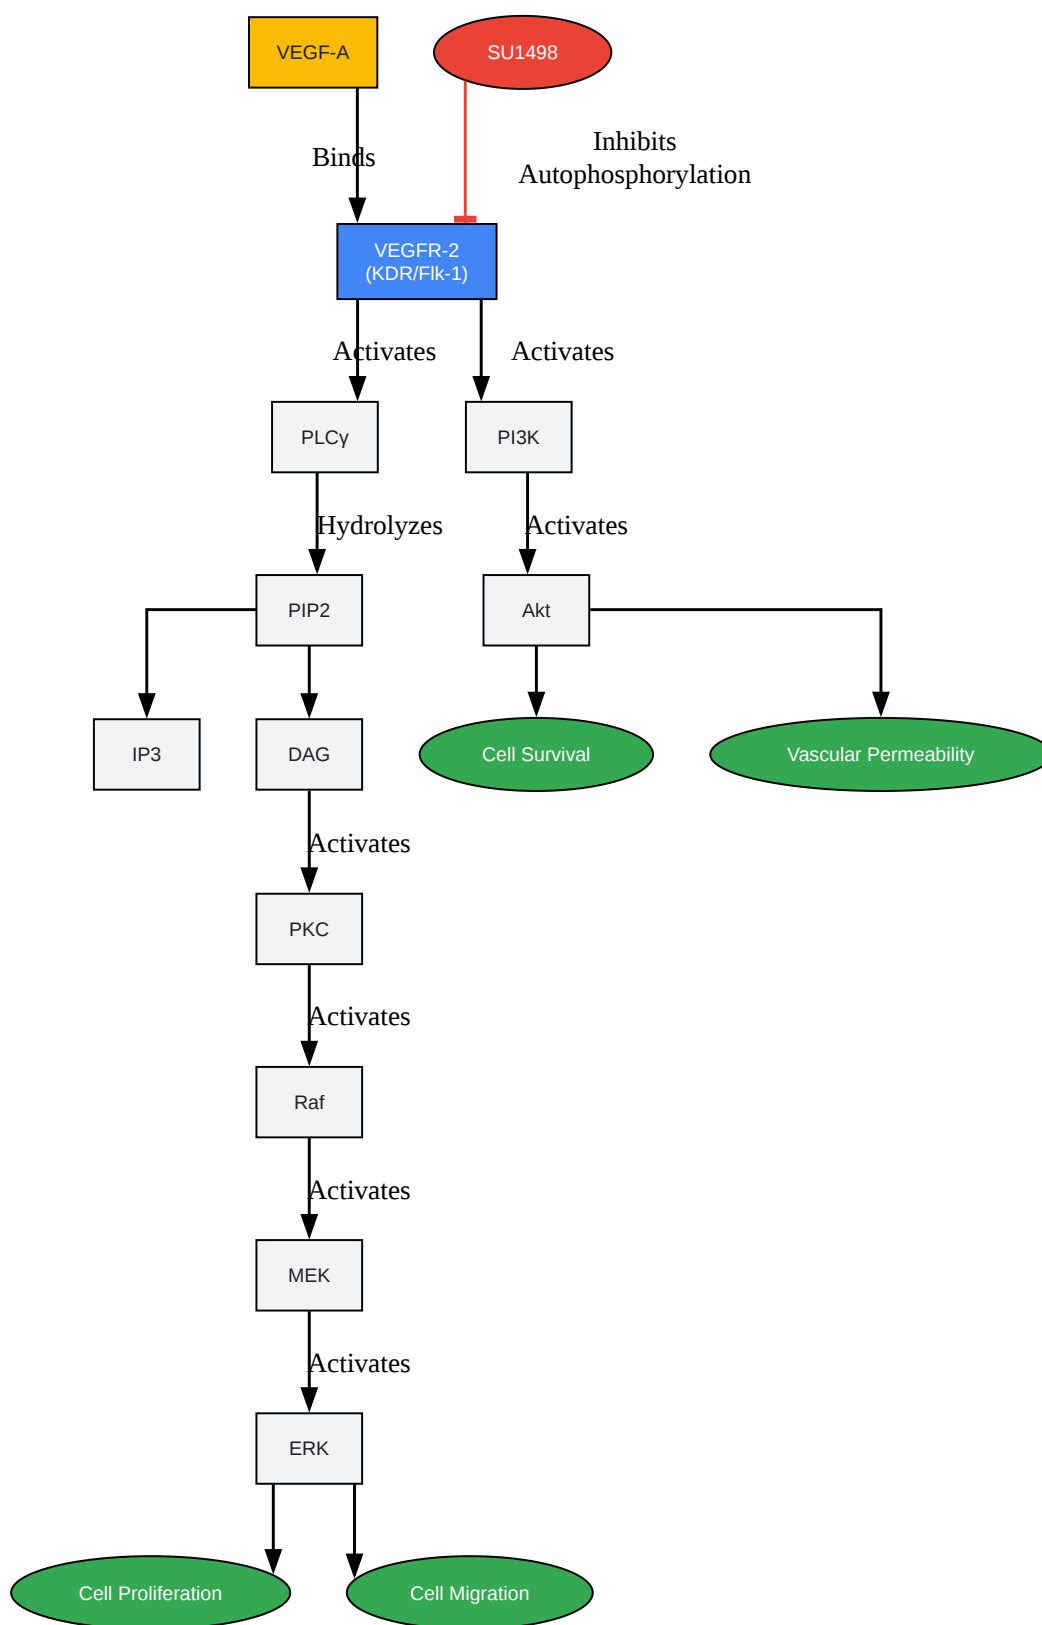 VEGF-A
SU1498
Binds
Inhibits
Autophosphorylation
VEGFR-2
(KDR/Flk-1)
Activates
Activates
PLCγ
PI3K
Hydrolyzes
Activates
PIP2
Akt
IP3
DAG
Cell Survival
Vascular Permeability
Activates
PKC
Activates
Raf
Activates
MEK
Activates
ERK
Cell Proliferation
Cell Migration